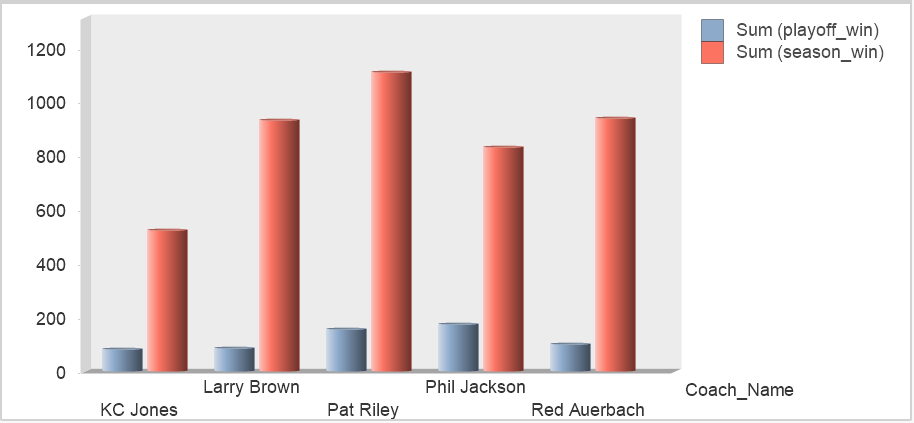 Sum (playoff_win)
Sum (season_win)
1200
1000
800
600
400
200
0
Larry Brown
Phil Jackson
Coach_Name
KC Jones
Pat Riley
Red Auerbach